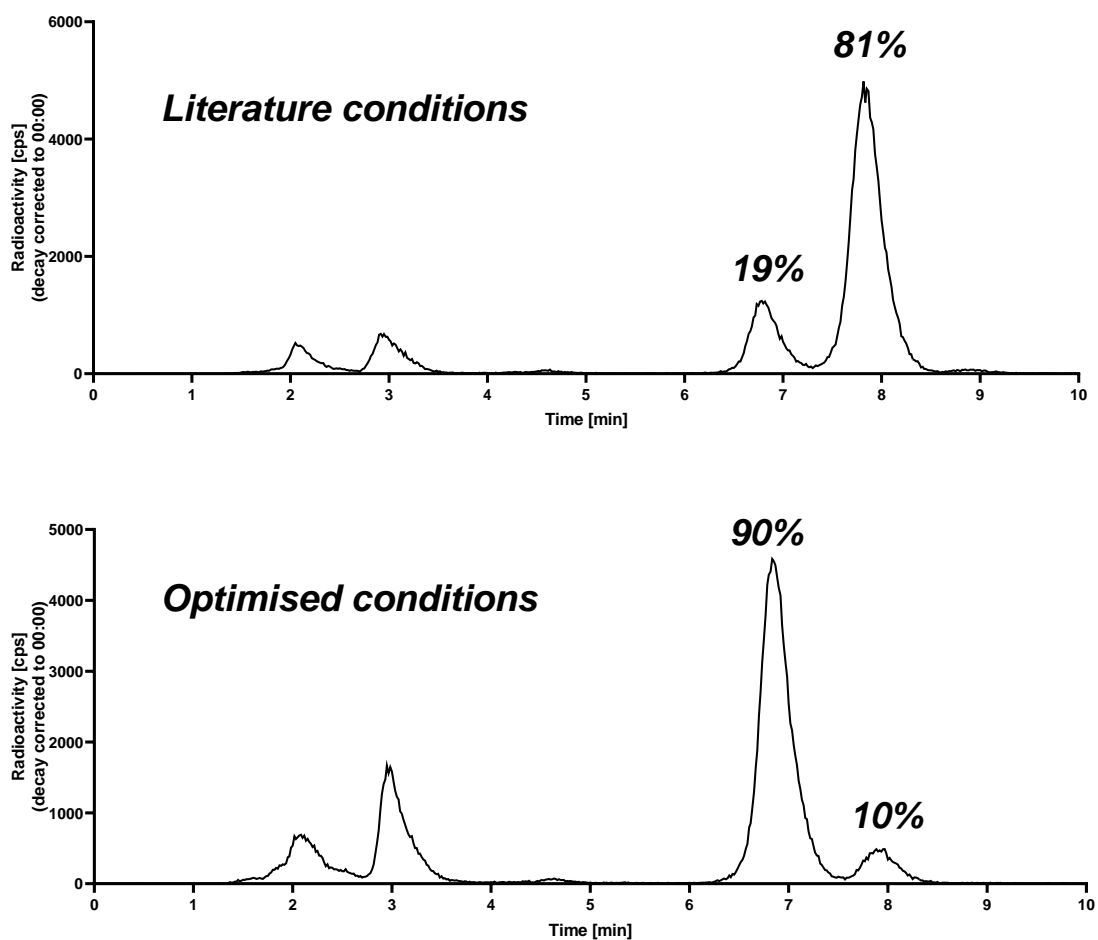 6000
81%
Literature conditions
4000
Radioactivity [cps]
(decay corrected to 00:00)
19%
2000
0
0 1 2 3 4 5 6 7 8 9 10
Time [min]
5000
90%
Optimised conditions
4000
Radioactivity [cps]
(decay corrected to 00:00)
3000
2000
10%
1000
0
0 1 2 3 4 5 6 7 8 9 10
Time [min]